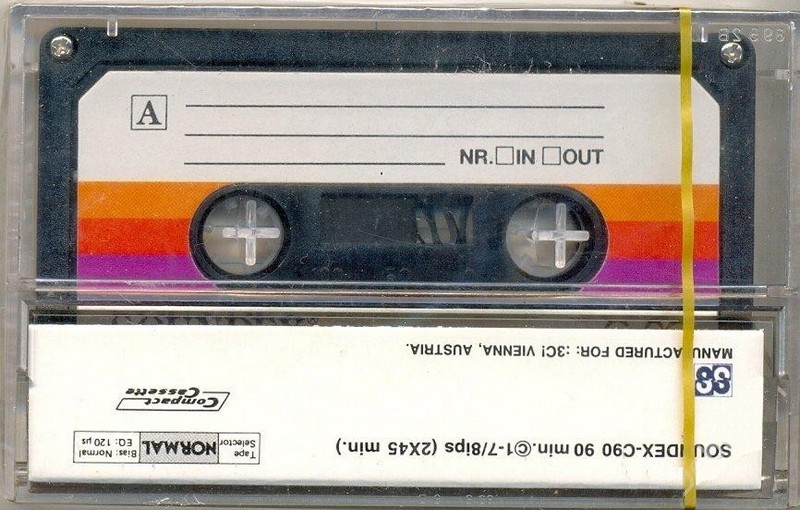 A
NR. IN OUT
SOUNDEX-C90 90 min.©1-7/8ips (2X45 min.)
Tape Selector NORMAL Bias: Normal EQ: 120 µs
Compact Cassette
MANUFACTURED FOR: :3C! VIENNA, AUSTRIA.